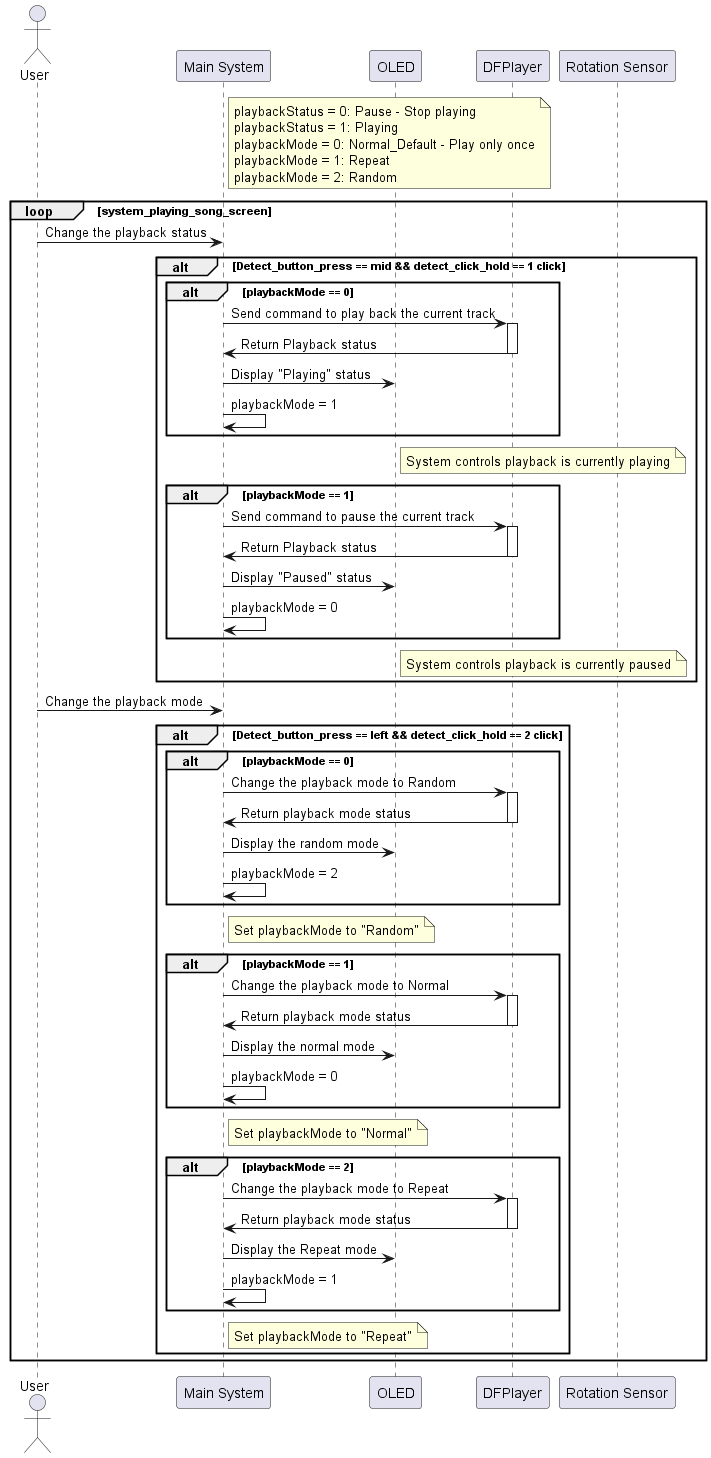 User
Main System
OLED
DFPlayer
Rotation Sensor
playbackStatus = 0: Pause - Stop playing
playbackStatus = 1: Playing
playbackMode = 0: Normal_Default - Play only once
playbackMode = 1: Repeat
playbackMode = 2: Random
loop [system_playing_song_screen]
Change the playback status
alt [Detect_button_press == mid && detect_click_hold == 1 click]
alt [playbackMode == 0]
Send command to play back the current track
Return Playback status
Display "Playing" status
playbackMode = 1
System controls playback is currently playing
alt [playbackMode == 1]
Send command to pause the current track
Return Playback status
Display "Paused" status
playbackMode = 0
System controls playback is currently paused
Change the playback mode
alt [Detect_button_press == left && detect_click_hold == 2 click]
alt [playbackMode == 0]
Change the playback mode to Random
Return playback mode status
Display the random mode
playbackMode = 2
Set playbackMode to "Random"
alt [playbackMode == 1]
Change the playback mode to Normal
Return playback mode status
Display the normal mode
playbackMode = 0
Set playbackMode to "Normal"
alt [playbackMode == 2]
Change the playback mode to Repeat
Return playback mode status
Display the Repeat mode
playbackMode = 1
Set playbackMode to "Repeat"
User
Main System
OLED
DFPlayer
Rotation Sensor